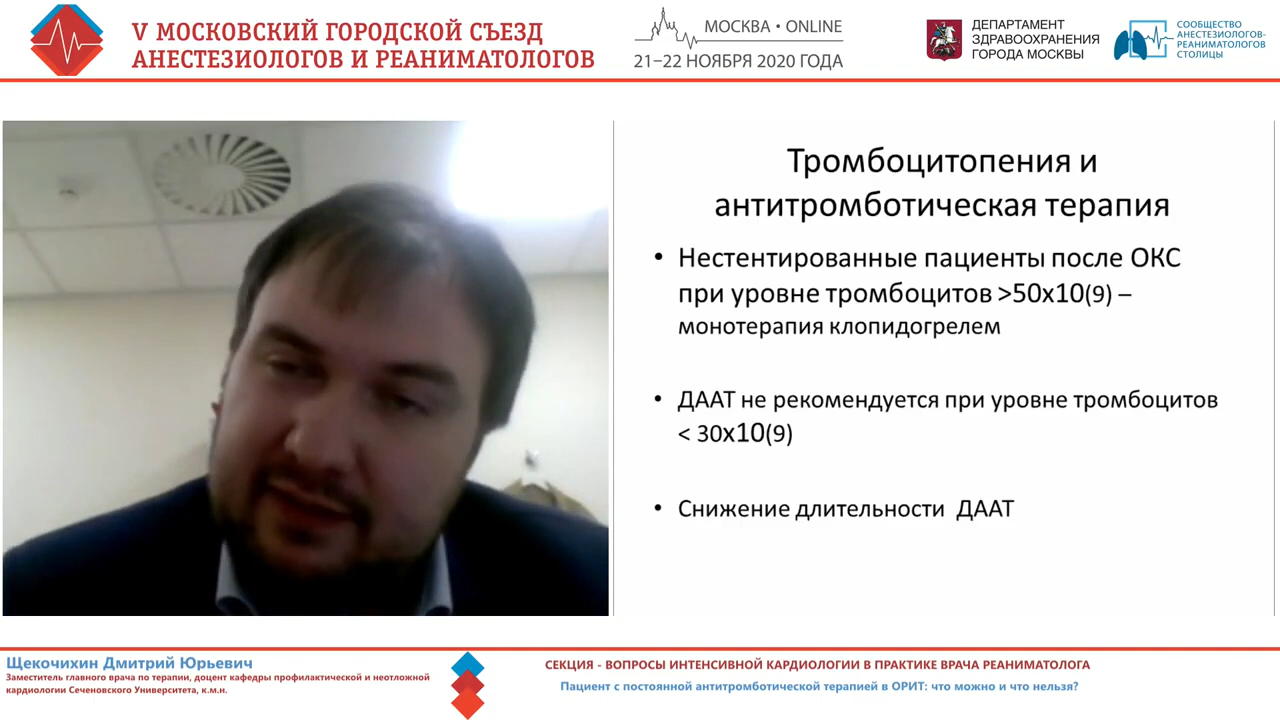 V МОСКОВСКИЙ ГОРОДСКОЙ СЪЕЗД
АНЕСТЕЗИОЛОГОВ И РЕАНИМАТОЛОГОВ
МОСКВА • ONLINE
21–22 НОЯБРЯ 2020 ГОДА
ДЕПАРТАМЕНТ
ЗДРАВООХРАНЕНИЯ
ГОРОДА МОСКВЫ
СООБЩЕСТВО
АНЕСТЕЗИОЛОГОВ-
РЕАНИМАТОЛОГОВ
СТОЛИЦЫ
Тромбоцитопения и
антитромботическая терапия
• Нестентированные пациенты после ОКС
при уровне тромбоцитов >50х10(9) –
монотерапия клопидогрелем
• ДААТ не рекомендуется при уровне тромбоцитов
< 30х10(9)
• Снижение длительности ДААТ
Щекочихин Дмитрий Юрьевич
Заместитель главного врача по терапии, доцент кафедры профилактической и неотложной
кардиологии Сеченовского Университета, к.м.н.
СЕКЦИЯ - ВОПРОСЫ ИНТЕНСИВНОЙ КАРДИОЛОГИИ В ПРАКТИКЕ ВРАЧА РЕАНИМАТОЛОГА
Пациент с постоянной антитромботической терапией в ОРИТ: что можно и что нельзя?